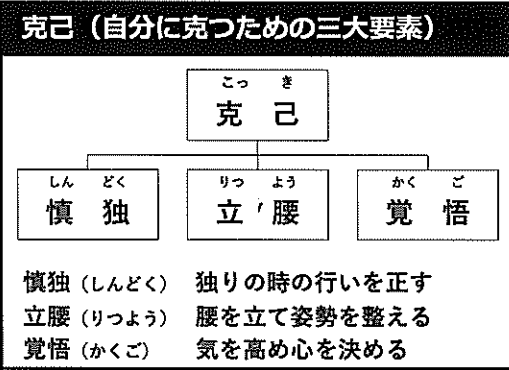 克己（自分に克つための三大要素）
こっ き
克 己
しん どく りつ よう かく ご
慎 独 立 腰 覚 悟
慎独（しんどく） 独りの時の行いを正す
立腰（りつよう） 腰を立て姿勢を整える
覚悟（かくご） 気を高め心を決める